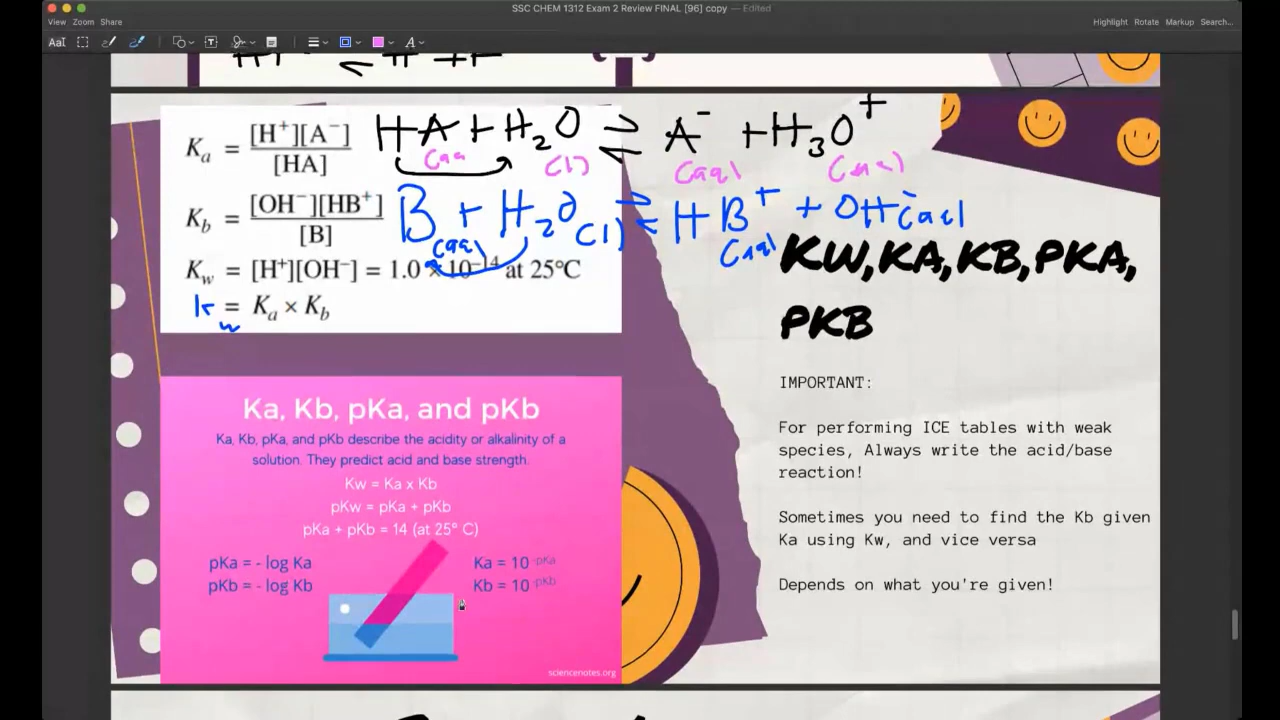 SSC CHEM 1312 Exam 2 Review FINAL [96] copy — Edited
View Zoom Share
Highlight Rotate Markup Search...
AaI
Kₐ = [H⁺][A⁻] / [HA]
HA + H₂O ⇌ A⁻ + H₃O⁺
(l) (aq)
K_b = [OH⁻][HB⁺] / [B]
B + H₂O(l) ⇌ HB⁺ + OH⁻(aq)
(aq) (aq)
K_w = [H⁺][OH⁻] = 1.0 × 10⁻¹⁴ at 25°C
K_w = Kₐ × K_b
KW, KA, KB, PKA,
PKB
IMPORTANT:
For performing ICE tables with weak
species, Always write the acid/base
reaction!
Sometimes you need to find the Kb given
Ka using Kw, and vice versa
Depends on what you're given!
Ka, Kb, pKa, and pKb
Ka, Kb, pKa, and pKb describe the acidity or alkalinity of a
solution. They predict acid and base strength.
Kw = Ka x Kb
pKw = pKa + pKb
pKa + pKb = 14 (at 25° C)
pKa = - log Ka
pKb = - log Kb
Ka = 10 -pKa
Kb = 10 -pKb
sciencenotes.org